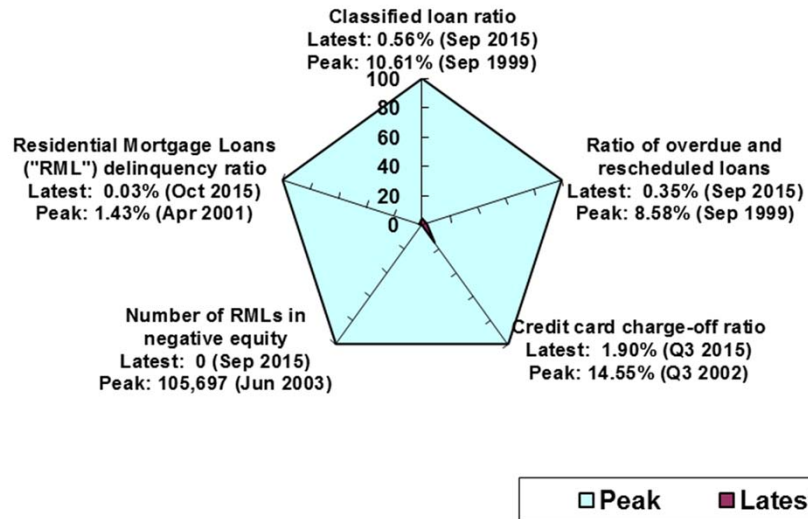 Classified loan ratio
Latest: 0.56% (Sep 2015)
Peak: 10.61% (Sep 1999)
100
80
60
40
20
0
Residential Mortgage Loans
("RML") delinquency ratio
Latest: 0.03% (Oct 2015)
Peak: 1.43% (Apr 2001)
Ratio of overdue and
rescheduled loans
Latest: 0.35% (Sep 2015)
Peak: 8.58% (Sep 1999)
Number of RMLs in
negative equity
Latest: 0 (Sep 2015)
Peak: 105,697 (Jun 2003)
Credit card charge-off ratio
Latest: 1.90% (Q3 2015)
Peak: 14.55% (Q3 2002)
Peak
Lates